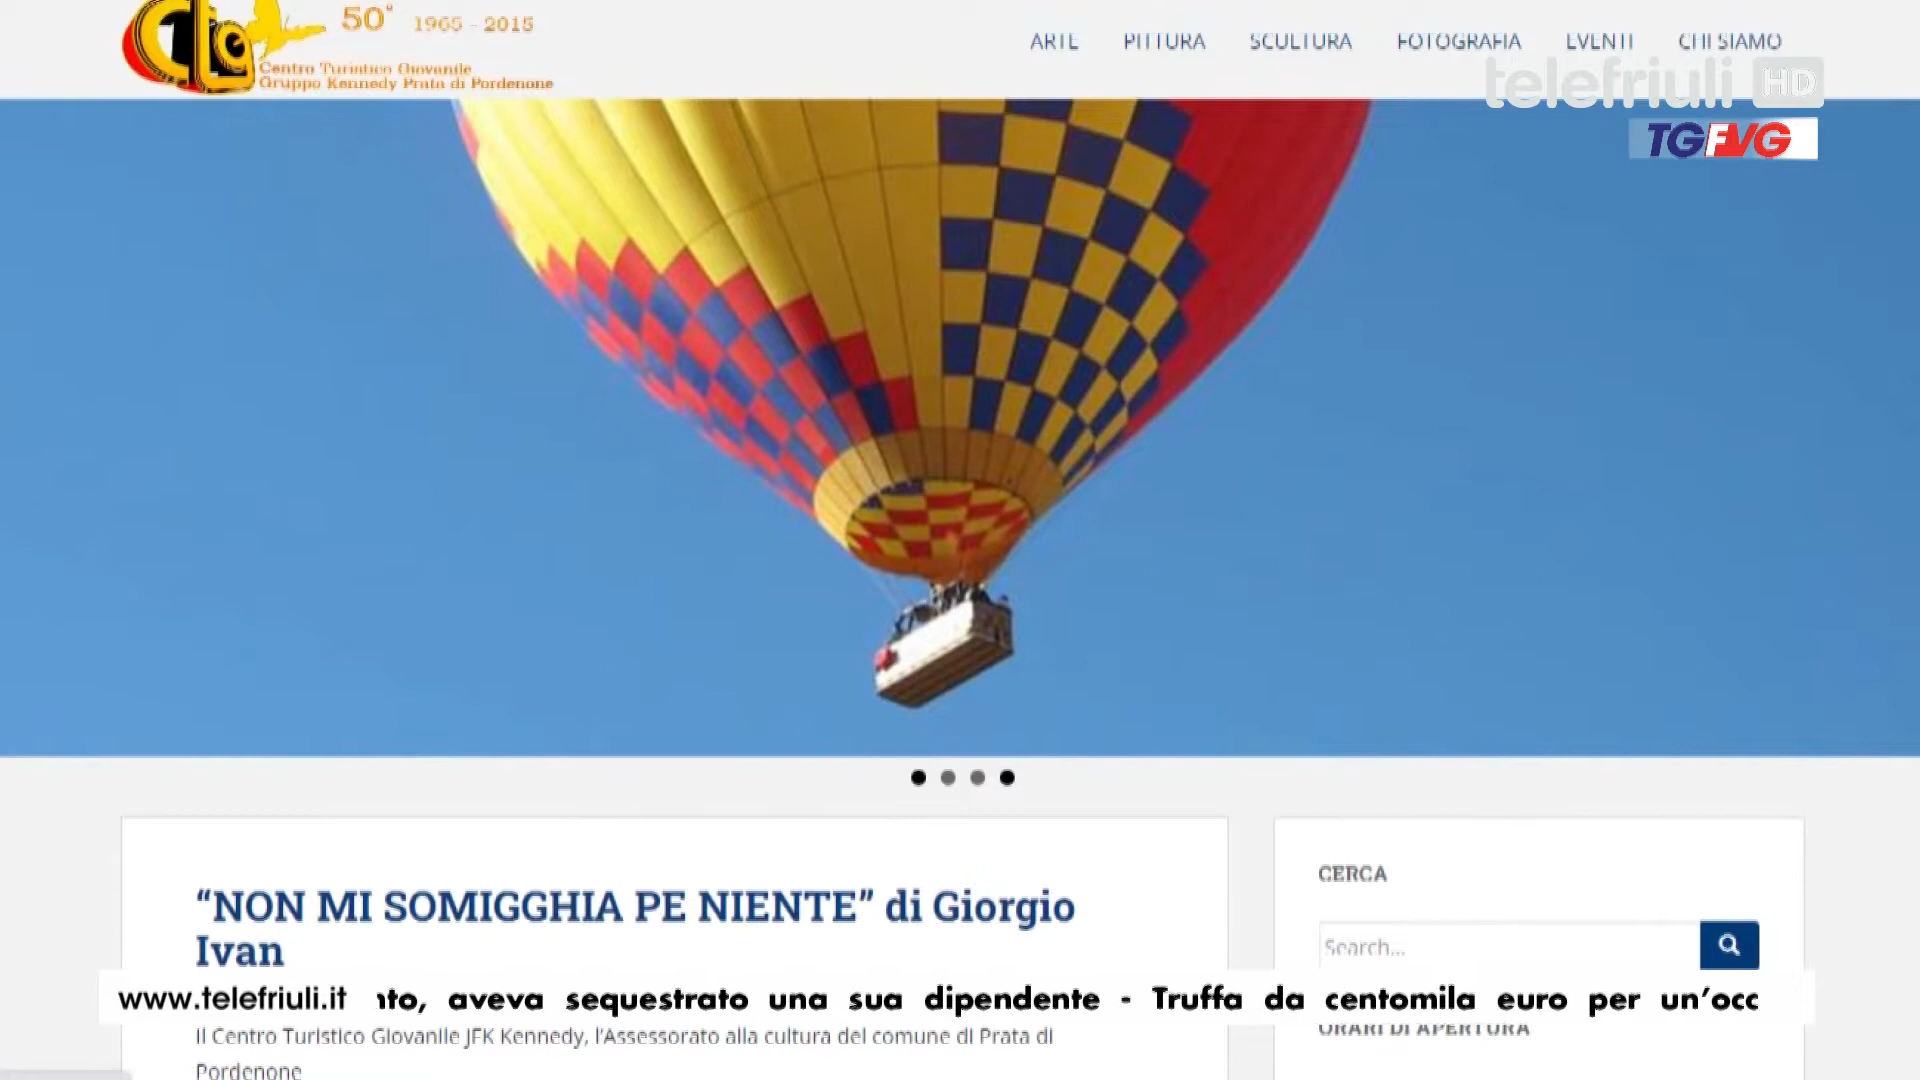 50° 1965 - 2015
Centro Turistico Giovanile
Gruppo Kennedy Prata di Pordenone
ARTE PITTURA SCULTURA FOTOGRAFIA EVENTI CHI SIAMO
telefriuli HD
TGFVG
“NON MI SOMIGGHIA PE NIENTE” di Giorgio
Ivan
CERCA
Search...
www.telefriuli.it aveva sequestrato una sua dipendente - Truffa da centomila euro per
ORARI DI APERTURA
Il Centro Turistico Giovanile JFK Kennedy, l'Assessorato alla cultura del comune di Prata di
Pordenone